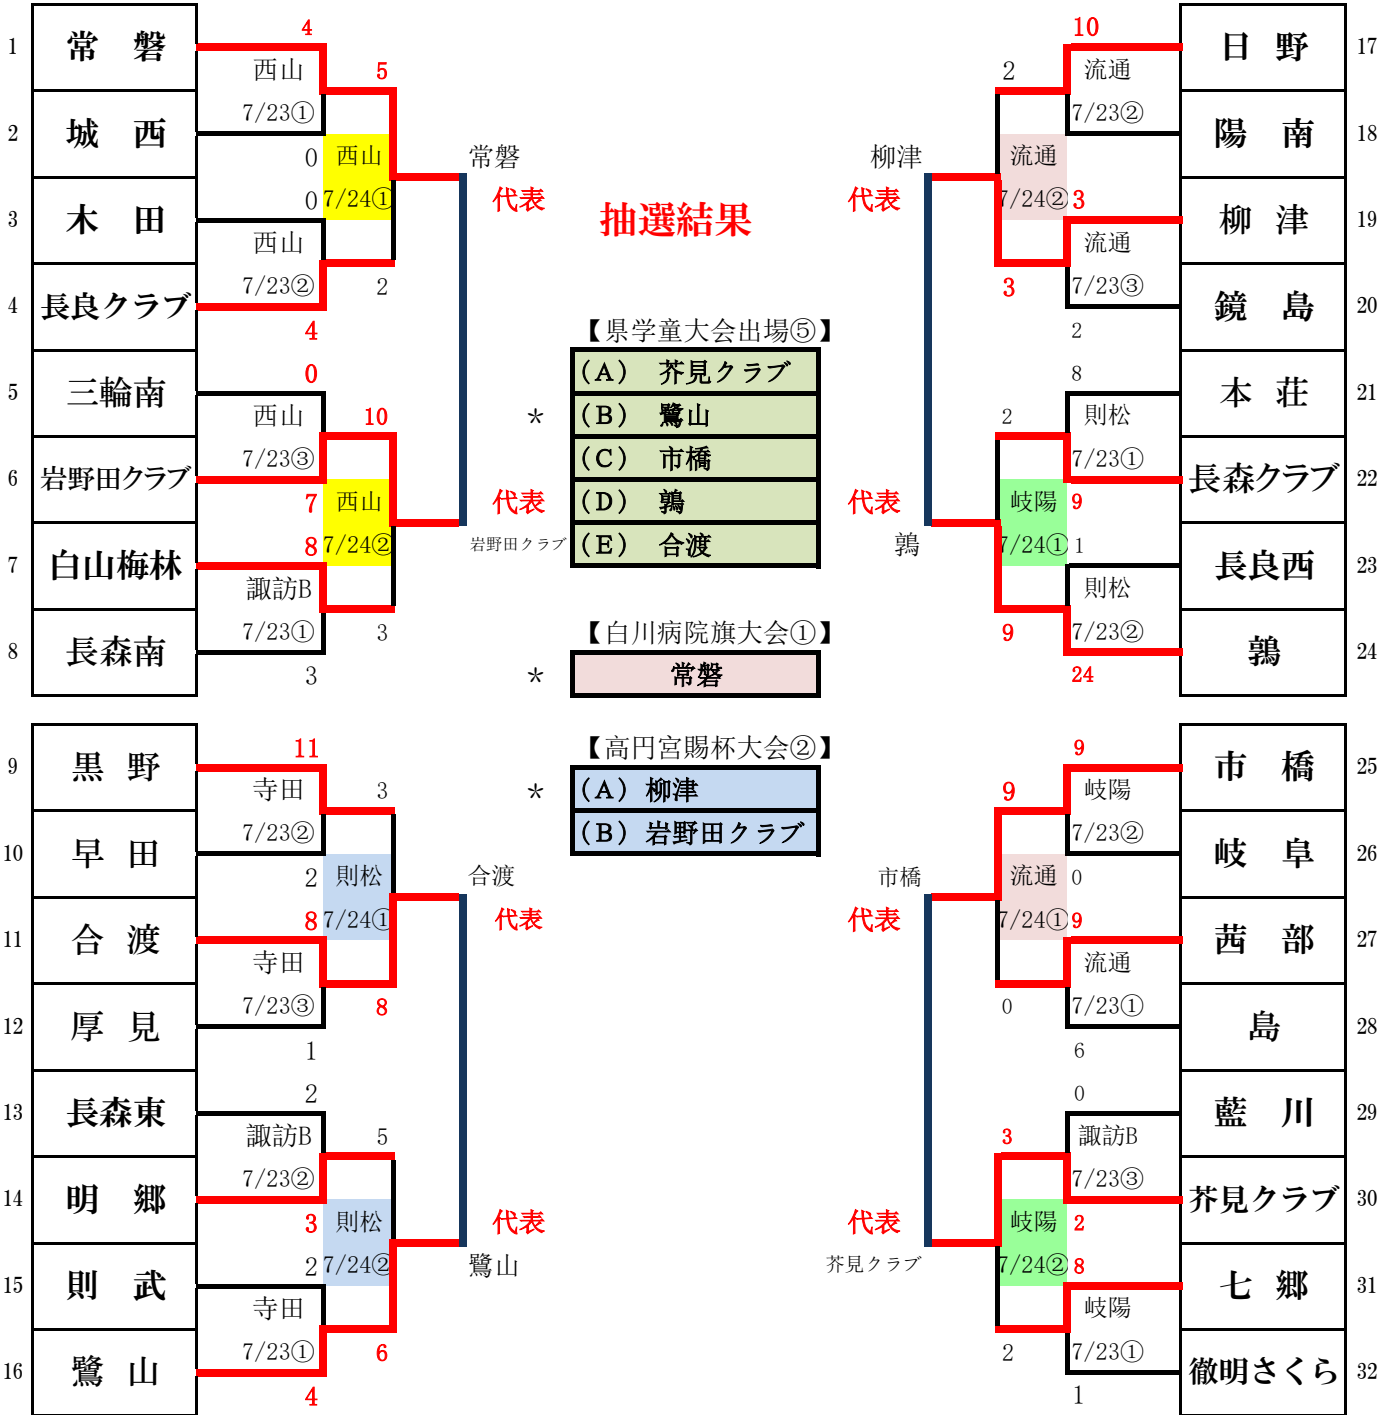 1 常　磐
4
西山
7/23①
5
2 城　西
0
西山
7/24①
常磐
代表
0
3 木　田
西山
7/23②
2
4 長良クラブ
4
0
5 三輪南
西山
7/23③
10
6 岩野田クラブ
7
西山
7/24②
代表
岩野田クラブ
8
7 白山梅林
諏訪B
7/23①
3
8 長森南
3
抽選結果
【県学童大会出場⑤】
(A)　芥見クラブ
* (B)　鷺山
(C)　市橋
(D)　鶉
(E)　合渡
【白川病院旗大会①】
* 常磐
【高円宮賜杯大会②】
* (A) 柳津
(B) 岩野田クラブ
10
日 野 17
2
流通
7/23②
陽 南 18
柳津
代表
流通
7/24②
3
柳 津 19
流通
7/23③
3
鏡 島 20
2
8
本 荘 21
2
則松
7/23①
長森クラブ 22
9
代表
鶉
岐陽
7/24①
1
長良西 23
則松
7/23②
9
鶉 24
24
9 黒 野
11
寺田
7/23②
3
10 早 田
2
則松
7/24①
合渡
代表
8
11 合 渡
寺田
7/23③
8
12 厚 見
1
2
13 長森東
諏訪B
7/23②
5
14 明 郷
3
則松
7/24②
代表
鷺山
2
15 則 武
寺田
7/23①
6
16 鷺 山
4
9
市 橋 25
9
岐陽
7/23②
岐 阜 26
0
市橋
代表
流通
7/24①
9
茜 部 27
流通
7/23①
0
島 28
6
0
藍 川 29
3
諏訪B
7/23③
芥見クラブ 30
2
代表
芥見クラブ
岐陽
7/24②
8
七 郷 31
岐陽
7/23①
2
徹明さくら 32
1